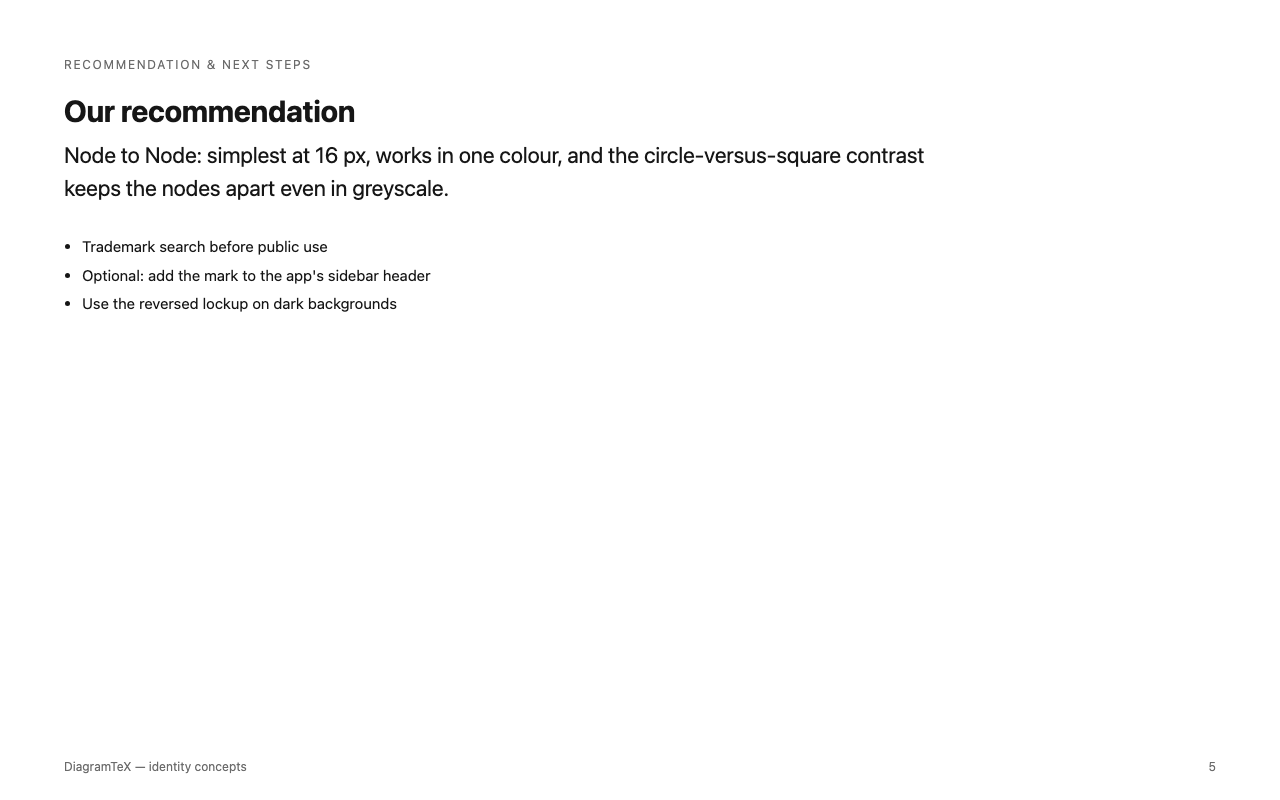 RECOMMENDATION & NEXT STEPS
Our recommendation
Node to Node: simplest at 16 px, works in one colour, and the circle-versus-square contrast
keeps the nodes apart even in greyscale.
• Trademark search before public use
• Optional: add the mark to the app's sidebar header
• Use the reversed lockup on dark backgrounds
DiagramTeX — identity concepts
5